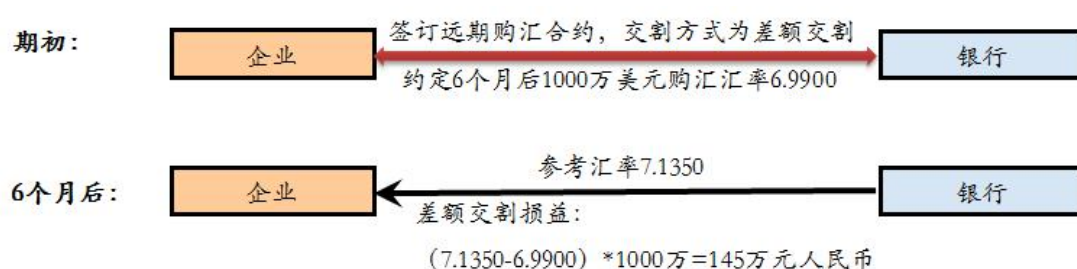 期初：
企业
签订远期购汇合约，交割方式为差额交割
约定6个月后1000万美元购汇汇率6.9900
银行
6个月后：
企业
参考汇率7.1350
差额交割损益：
（7.1350-6.9900）*1000万=145万元人民币
银行